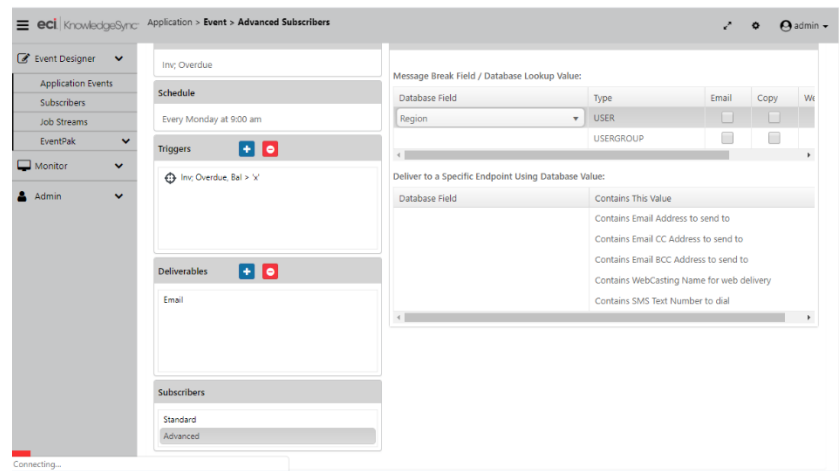 eci KnowledgeSync
Application > Event > Advanced Subscribers
admin
Event Designer
Application Events
Subscribers
Job Streams
EventPak
Monitor
Admin
Inv; Overdue
Schedule
Every Monday at 9:00 am
Triggers
Inv; Overdue, Bal > 'x'
Deliverables
Email
Subscribers
Standard
Advanced
Message Break Field / Database Lookup Value:
Database Field Type Email Copy We
Region USER
USERGROUP
Deliver to a Specific Endpoint Using Database Value:
Database Field Contains This Value
Contains Email Address to send to
Contains Email CC Address to send to
Contains Email BCC Address to send to
Contains WebCasting Name for web delivery
Contains SMS Text Number to dial
Connecting...